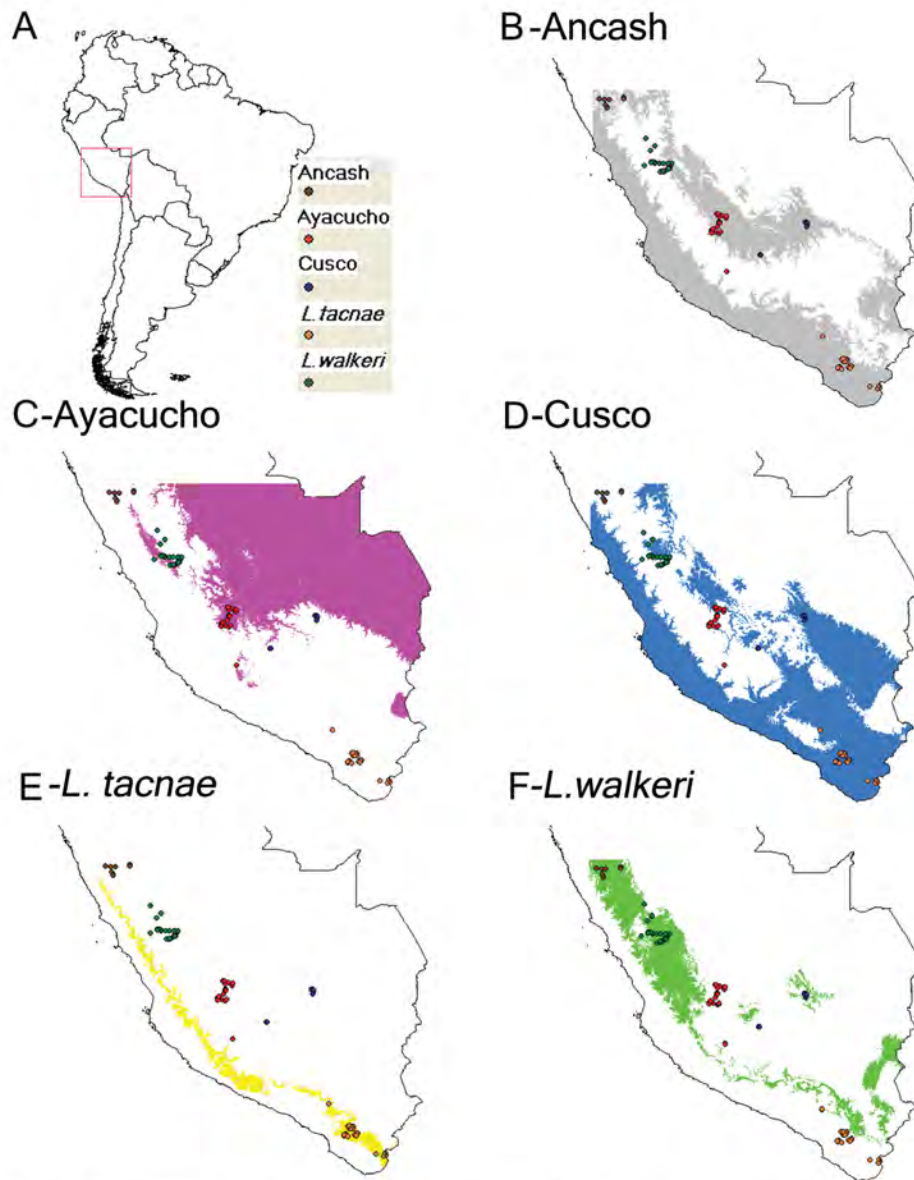 A
B-Ancash
Ancash
Ayacucho
Cusco
L.tacnae
L.walkeri
C-Ayacucho
D-Cusco
E-L. tacnae
F-L.walkeri